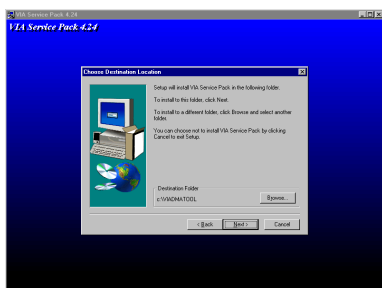 VIA Service Pack 4.24
VIA Service Pack 4.24
Choose Destination Location
Setup will install VIA Service Pack in the following folder.
To install to this folder, click Next.
To install to a different folder, click Browse and select another
folder.
You can choose not to install VIA Service Pack by clicking
Cancel to exit Setup.
Destination Folder
c:\VIADMATOOL
Browse...
< Back
Next >
Cancel